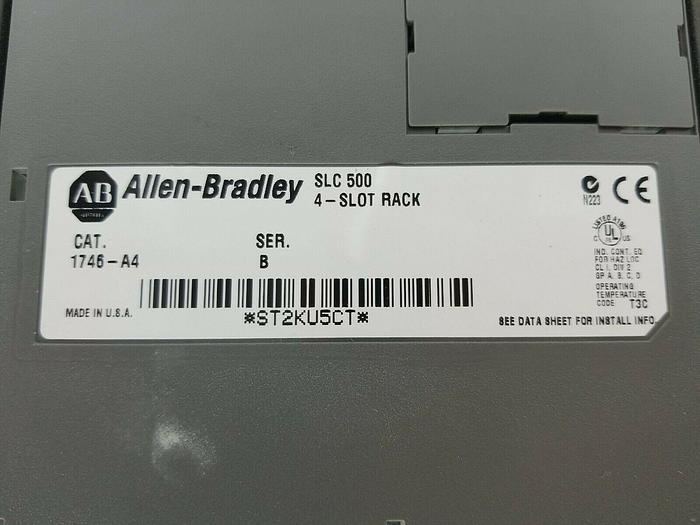 AB
Allen-Bradley
SLC 500
4-SLOT RACK
N223
CAT.
1746-A4
SER.
B
LISTED
C UL US
IND. CONT. EQ
FOR HAZ LOC
CL I, DIV 2
GP A, B, C, D
OPERATING
TEMPERATURE
CODE T3C
*ST2KU5CT*
MADE IN U.S.A.
SEE DATA SHEET FOR INSTALL INFO.